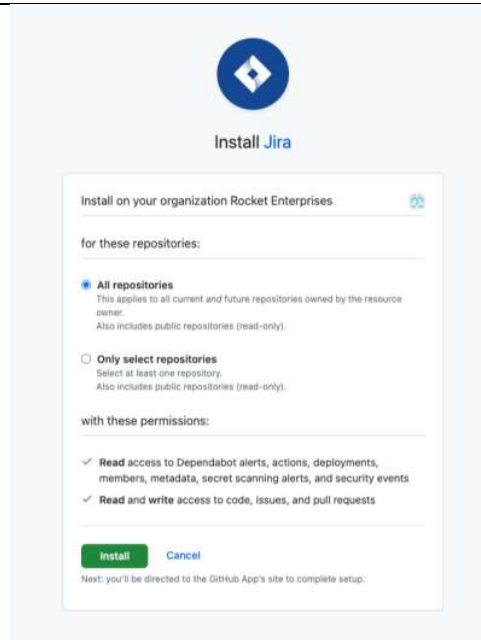 Install Jira
Install on your organization Rocket Enterprises
for these repositories:
All repositories
This applies to all current and future repositories owned by the resource
owner.
Also includes public repositories (read-only).
Only select repositories
Select at least one repository.
Also includes public repositories (read-only).
with these permissions:
Read access to Dependabot alerts, actions, deployments,
members, metadata, secret scanning alerts, and security events
Read and write access to code, issues, and pull requests
Install Cancel
Next: you'll be directed to the GitHub App's site to complete setup.